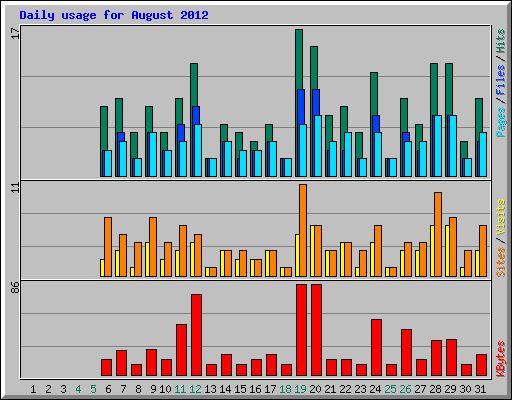 Daily usage for August 2012
17
Pages / Files / Hits
11
Sites / Visits
86
KBytes
1 2 3 4 5 6 7 8 9 10 11 12 13 14 15 16 17 18 19 20 21 22 23 24 25 26 27 28 29 30 31